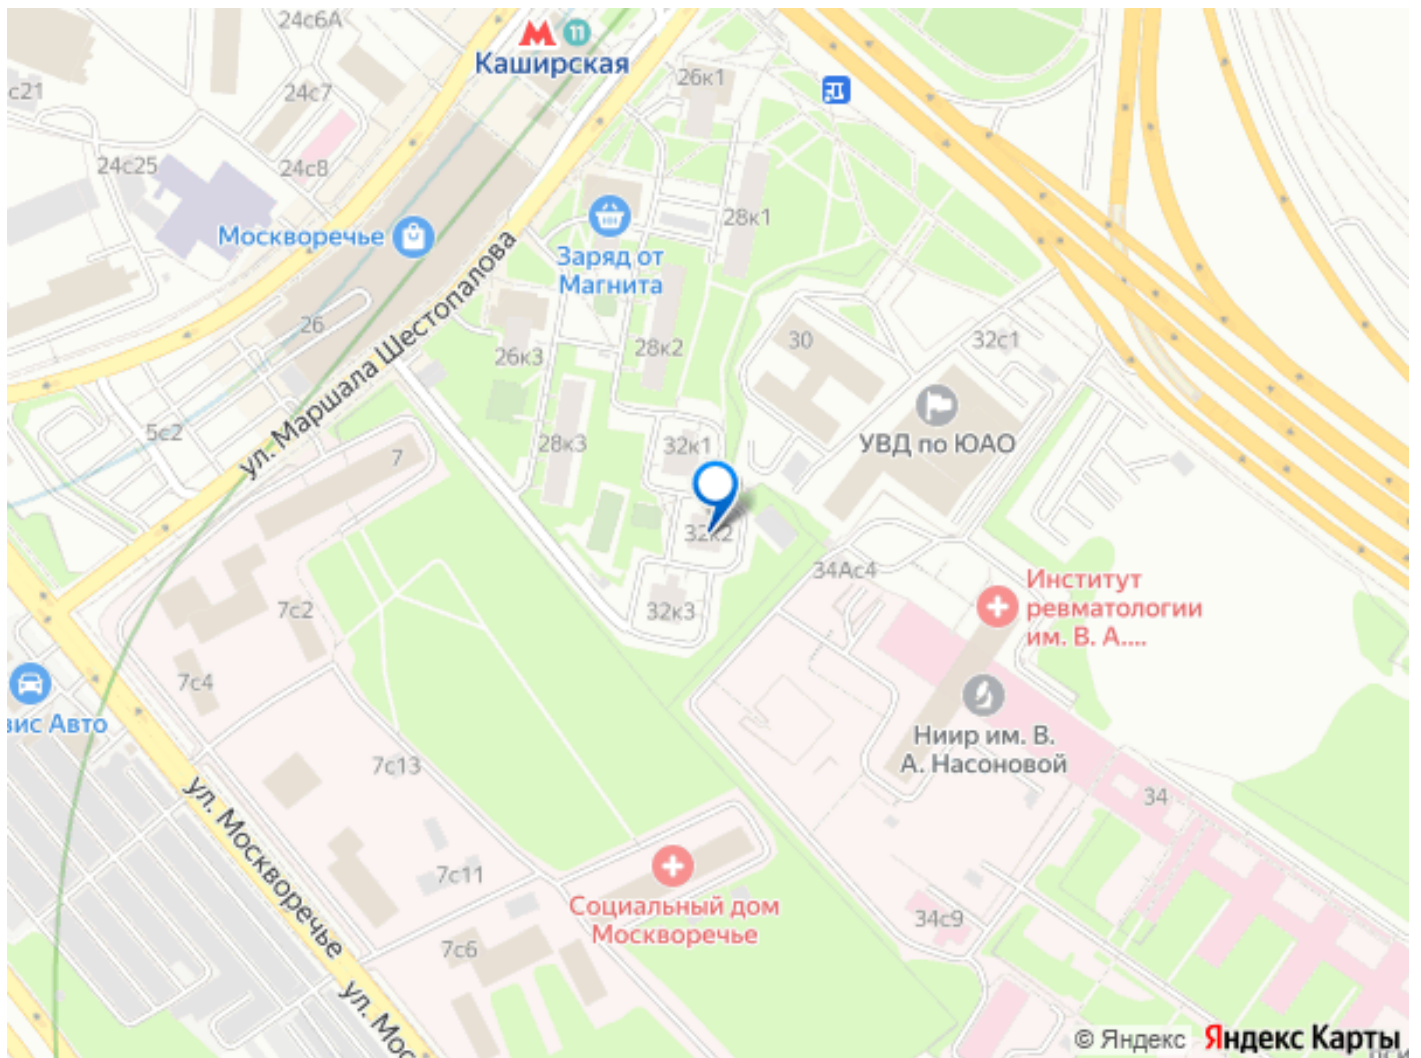 24с6А
11
Каширская
26к1
с21
24с7
24с25
24с8
28к1
Москворечье
Заряд от
Магнита
ул. Маршала Шестопалова
26
26к3
28к2
30
32с1
5с2
7
28к3
32к1
УВД по ЮАО
32к2
34Ас4
Институт
ревматологии
им. В. А....
7с2
32к3
7с4
вис Авто
Ниир им. В.
А. Насоновой
7с13
34
ул. Москворечье
7с11
Социальный дом
Москворечье
34с9
7с6
ул. Мос
© Яндекс
Яндекс Карты